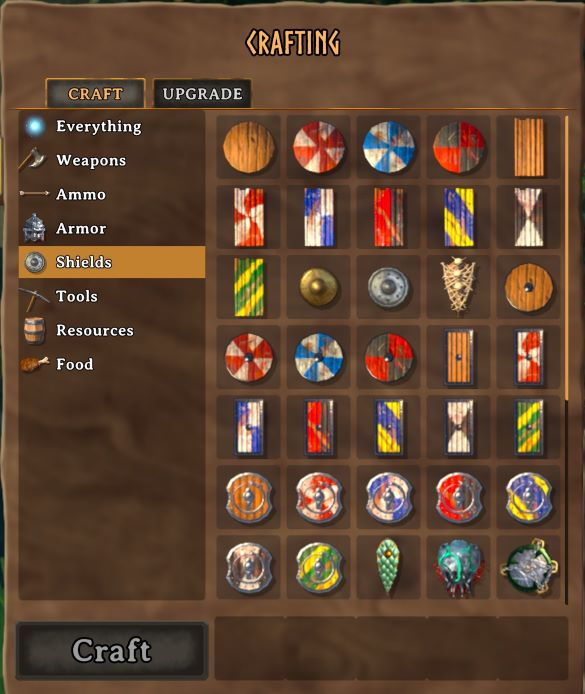 CRAFTING
CRAFT
UPGRADE
Everything
Weapons
Ammo
Armor
Shields
Tools
Resources
Food
Craft